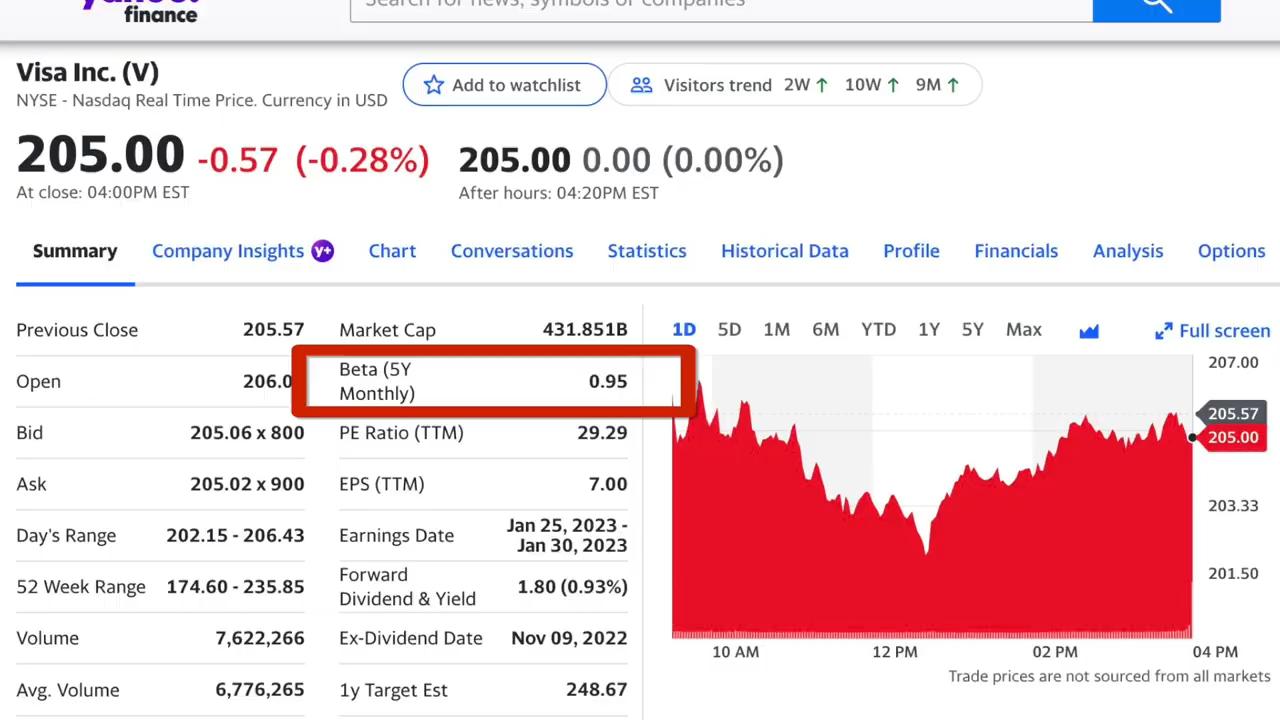 finance
Search for news, symbols or companies
Visa Inc. (V)
NYSE - Nasdaq Real Time Price. Currency in USD
Add to watchlist
Visitors trend 2W ↑ 10W ↑ 9M ↑
205.00 -0.57 (-0.28%)
At close: 04:00PM EST
205.00 0.00 (0.00%)
After hours: 04:20PM EST
Summary Company Insights y+ Chart Conversations Statistics Historical Data Profile Financials Analysis Options
Previous Close 205.57
Open 206.0
Bid 205.06 x 800
Ask 205.02 x 900
Day's Range 202.15 - 206.43
52 Week Range 174.60 - 235.85
Volume 7,622,266
Avg. Volume 6,776,265
Market Cap 431.851B
Beta (5Y
Monthly) 0.95
PE Ratio (TTM) 29.29
EPS (TTM) 7.00
Earnings Date Jan 25, 2023 -
Jan 30, 2023
Forward
Dividend & Yield 1.80 (0.93%)
Ex-Dividend Date Nov 09, 2022
1y Target Est 248.67
1D 5D 1M 6M YTD 1Y 5Y Max Full screen
207.00
205.57
205.00
203.33
201.50
10 AM 12 PM 02 PM 04 PM
Trade prices are not sourced from all markets